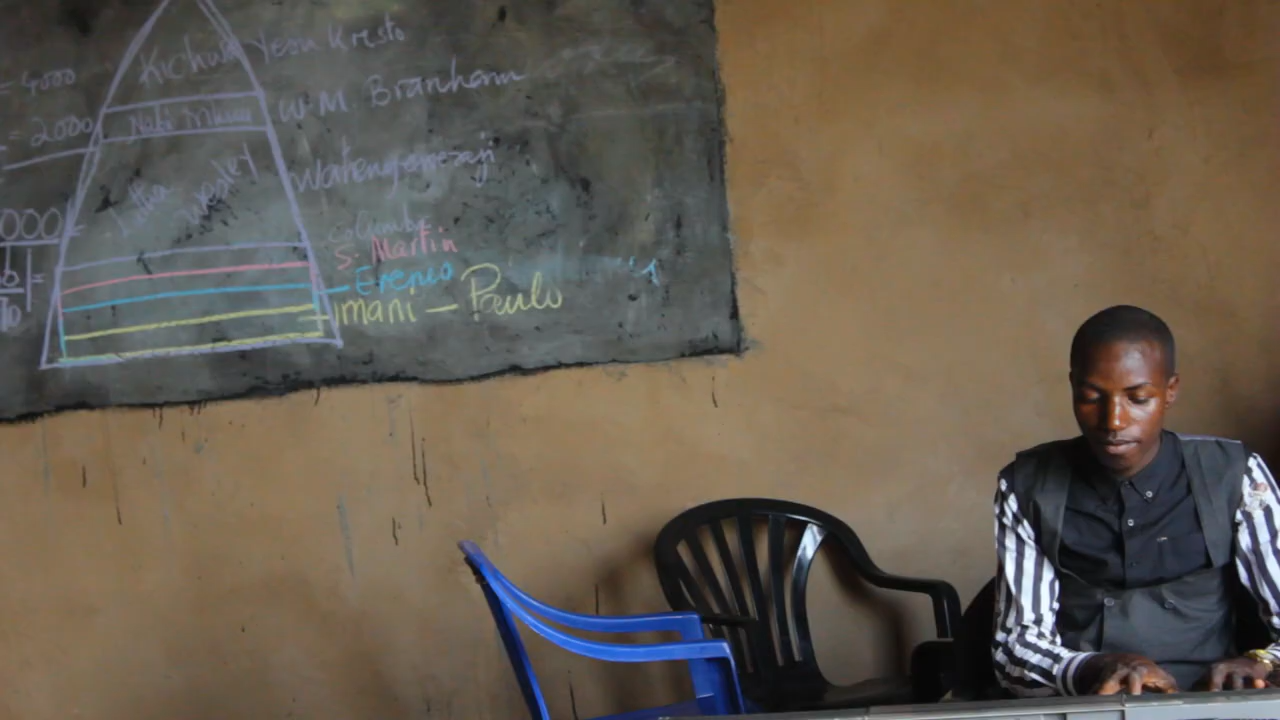 Kichwa Yesu Kristo
= 4000
W.M. Branham
= 2000
Watengenezaji
Luther
Wesley
000
Columba
S. Martin
Ereneo
Imani - Paulo